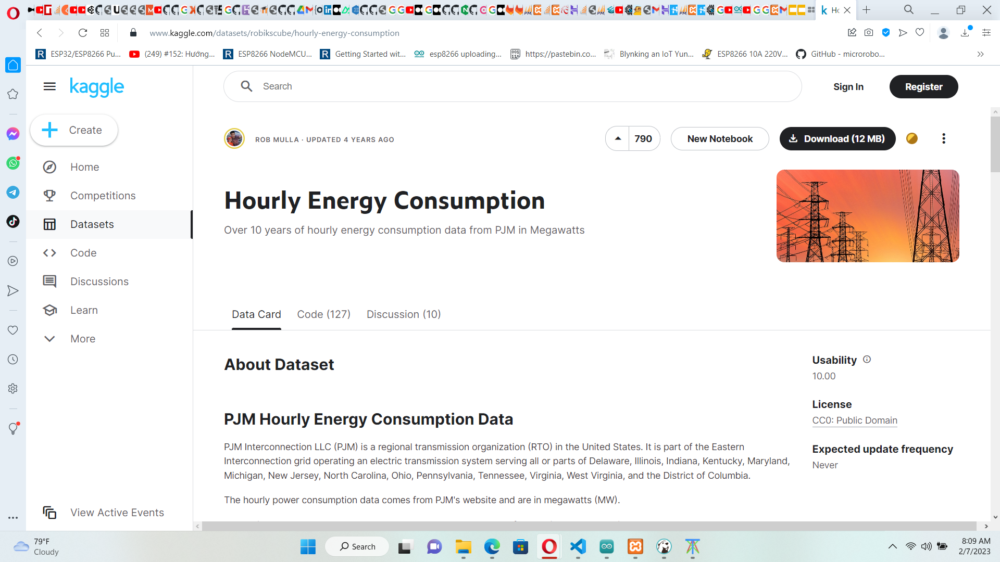 Ho
www.kaggle.com/datasets/robikscube/hourly-energy-consumption
ESP32/ESP8266 Pu...
(249) #152: Hướng...
ESP8266 NodeMCU...
Getting Started wit...
esp8266 uploading...
https://pastebin.co...
Blynking an IoT Yun...
ESP8266 10A 220V...
GitHub - microrobo...
kaggle
Search
Sign In
Register
Create
Home
Competitions
Datasets
Code
Discussions
Learn
More
View Active Events
ROB MULLA · UPDATED 4 YEARS AGO
790
New Notebook
Download (12 MB)
Hourly Energy Consumption
Over 10 years of hourly energy consumption data from PJM in Megawatts
Data Card
Code (127)
Discussion (10)
About Dataset
PJM Hourly Energy Consumption Data
PJM Interconnection LLC (PJM) is a regional transmission organization (RTO) in the United States. It is part of the Eastern
Interconnection grid operating an electric transmission system serving all or parts of Delaware, Illinois, Indiana, Kentucky, Maryland,
Michigan, New Jersey, North Carolina, Ohio, Pennsylvania, Tennessee, Virginia, West Virginia, and the District of Columbia.
The hourly power consumption data comes from PJM's website and are in megawatts (MW).
Usability
10.00
License
CC0: Public Domain
Expected update frequency
Never
79°F
Cloudy
Search
8:09 AM
2/7/2023